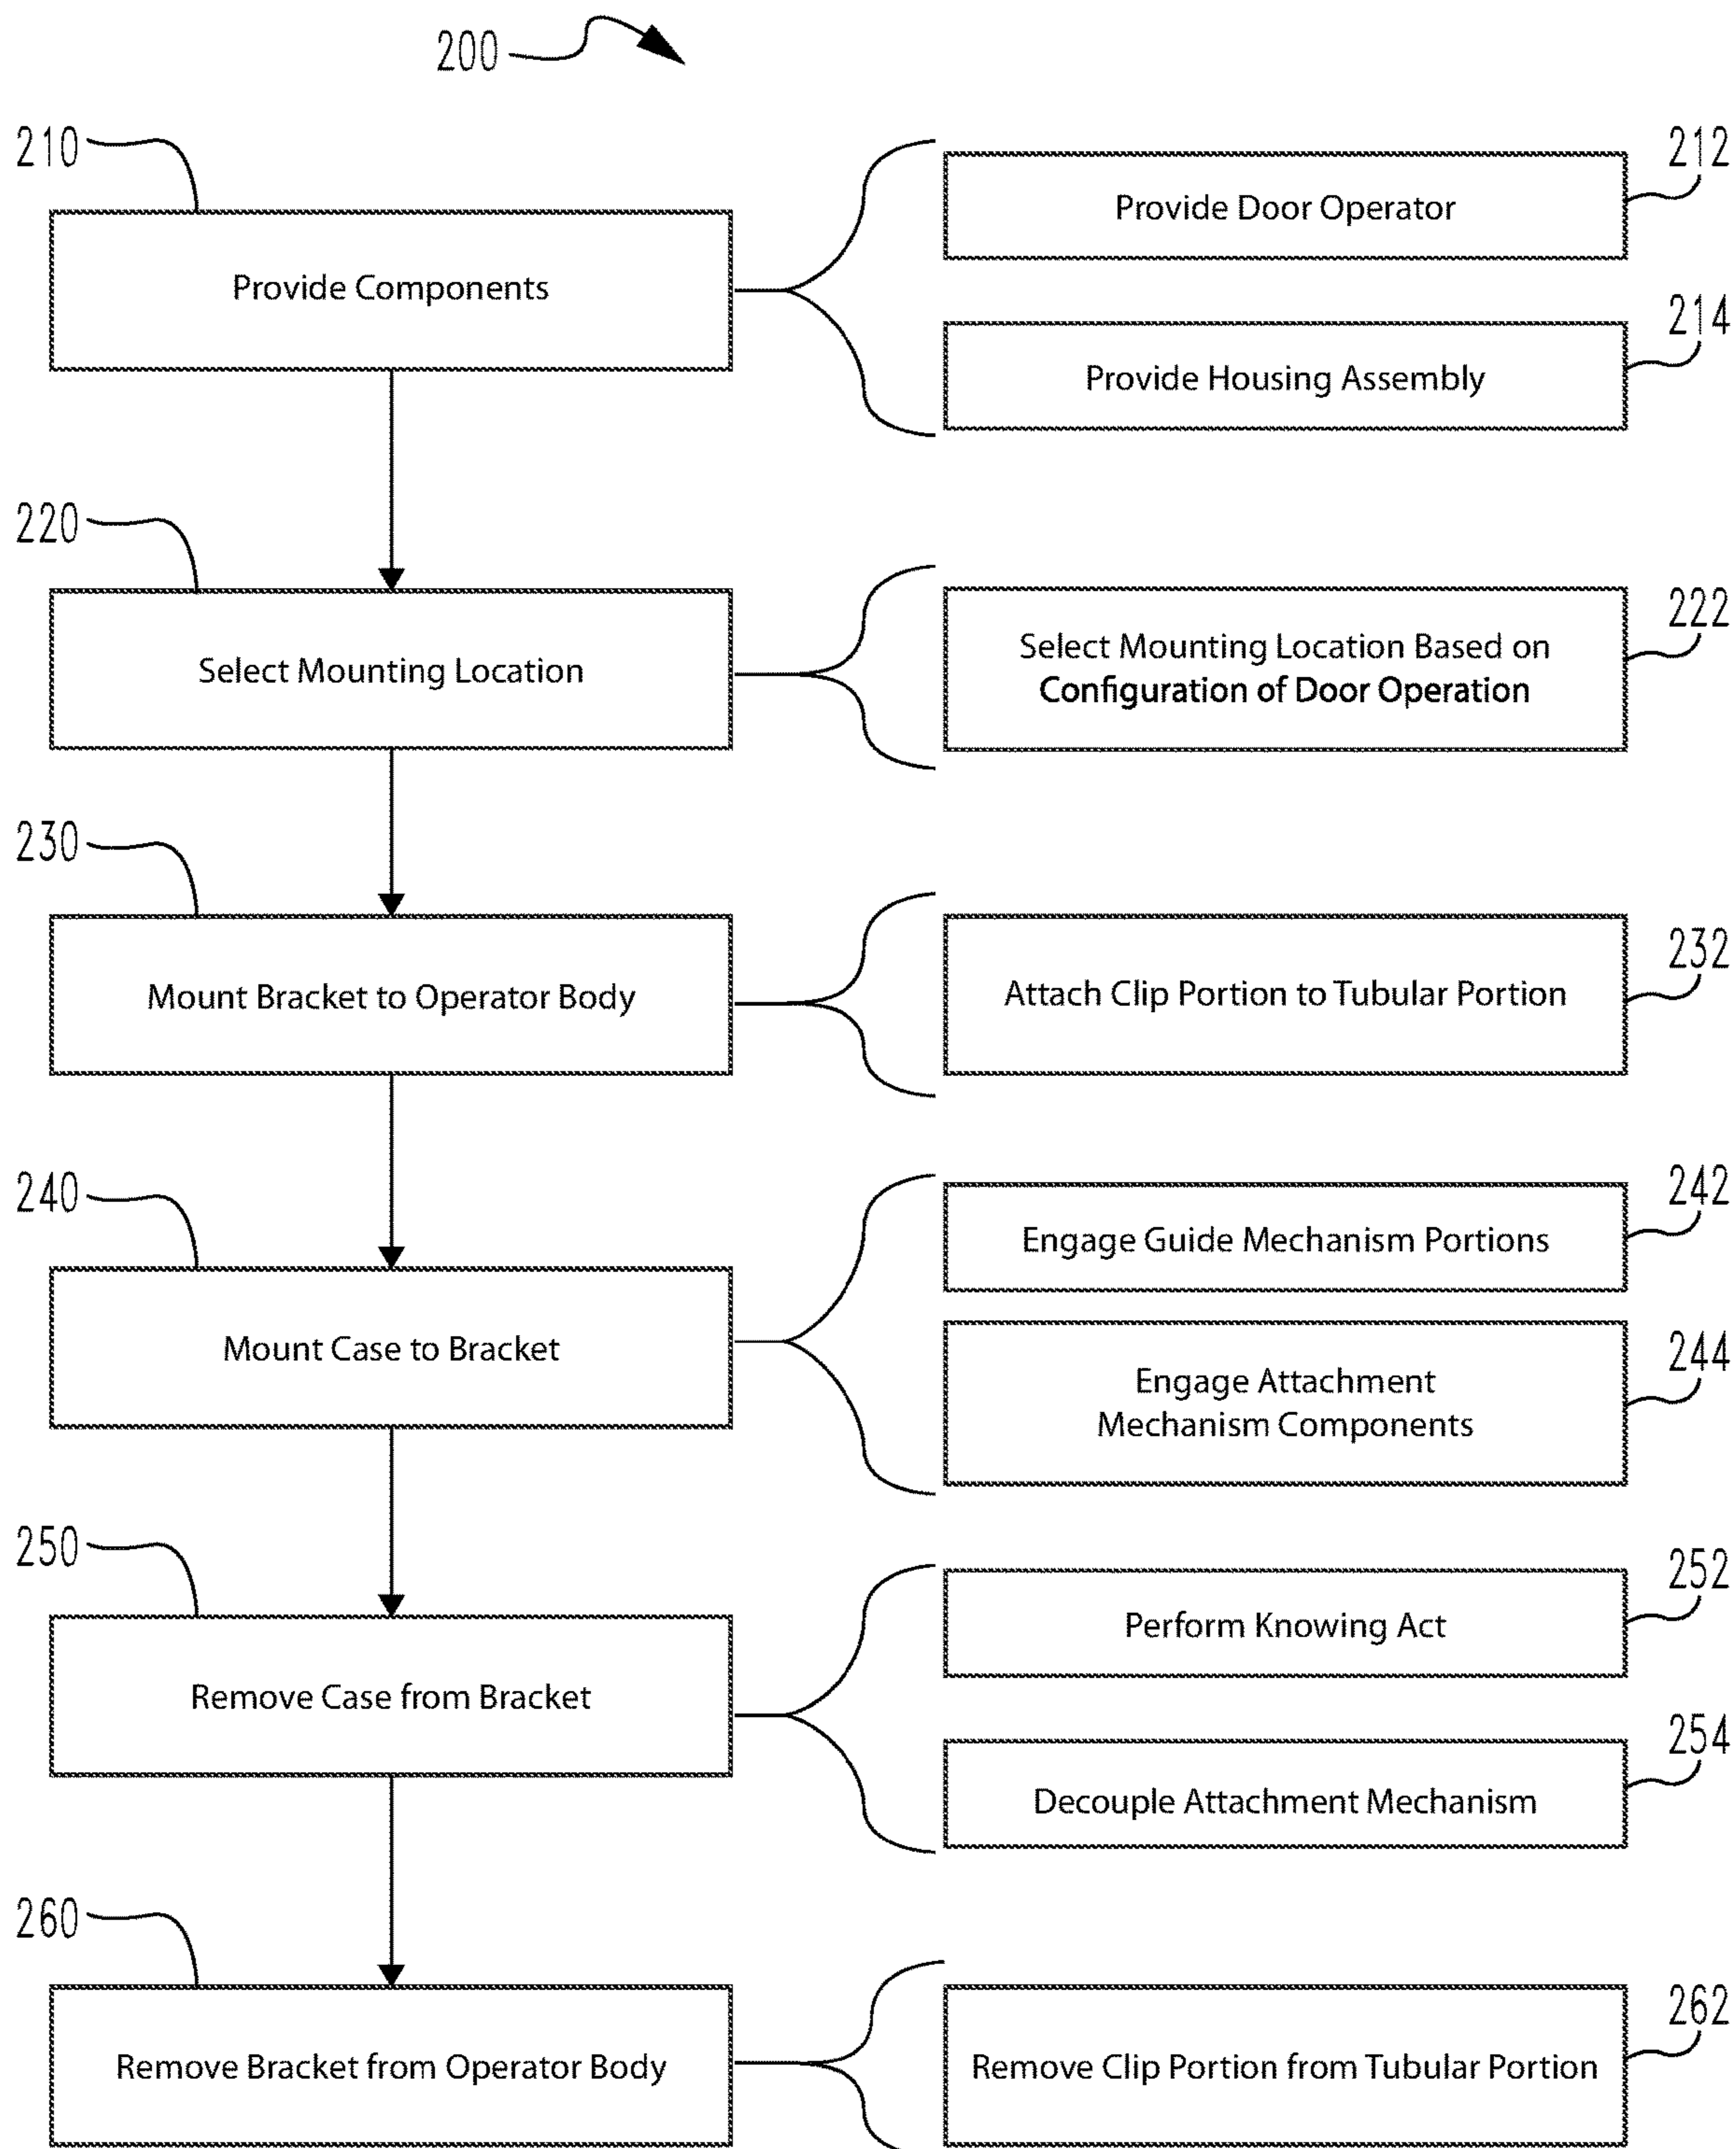 200
210
Provide Components
212
Provide Door Operator
214
Provide Housing Assembly
220
Select Mounting Location
222
Select Mounting Location Based on
Configuration of Door Operation
230
Mount Bracket to Operator Body
232
Attach Clip Portion to Tubular Portion
240
Mount Case to Bracket
242
Engage Guide Mechanism Portions
244
Engage Attachment
Mechanism Components
250
Remove Case from Bracket
252
Perform Knowing Act
254
Decouple Attachment Mechanism
260
Remove Bracket from Operator Body
262
Remove Clip Portion from Tubular Portion